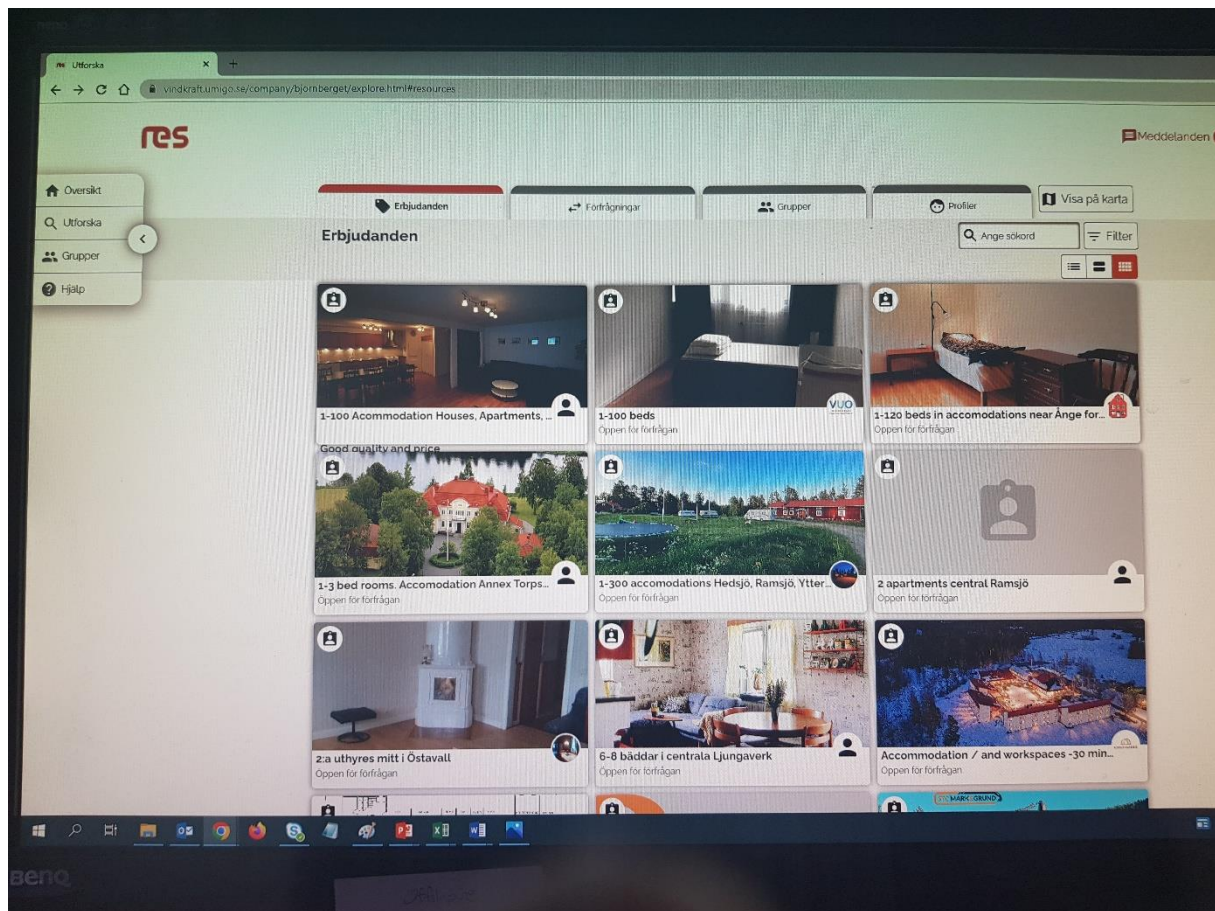 Utforska
vindkraft.umigo.se/company/bjornberget/explore.html#resources
res
Meddelanden
Översikt
Utforska
Grupper
Hjälp
Erbjudanden
Förfrågningar
Grupper
Profiler
Visa på karta
Erbjudanden
Ange sökord
Filter
1-100 Acommodation Houses, Apartments, ...
Good quality and price
1-100 beds
Öppen för förfrågan
VUO
1-120 beds in accomodations near Ånge for...
Öppen för förfrågan
1-3 bed rooms. Accomodation Annex Torps...
Öppen för förfrågan
1-300 accomodations Hedsjö, Ramsjö, Ytter...
Öppen för förfrågan
2 apartments central Ramsjö
Öppen för förfrågan
2:a uthyres mitt i Östavall
Öppen för förfrågan
6-8 bäddar i centrala Ljungaverk
Öppen för förfrågan
Accommodation / and workspaces -30 min...
Öppen för förfrågan
BenQ